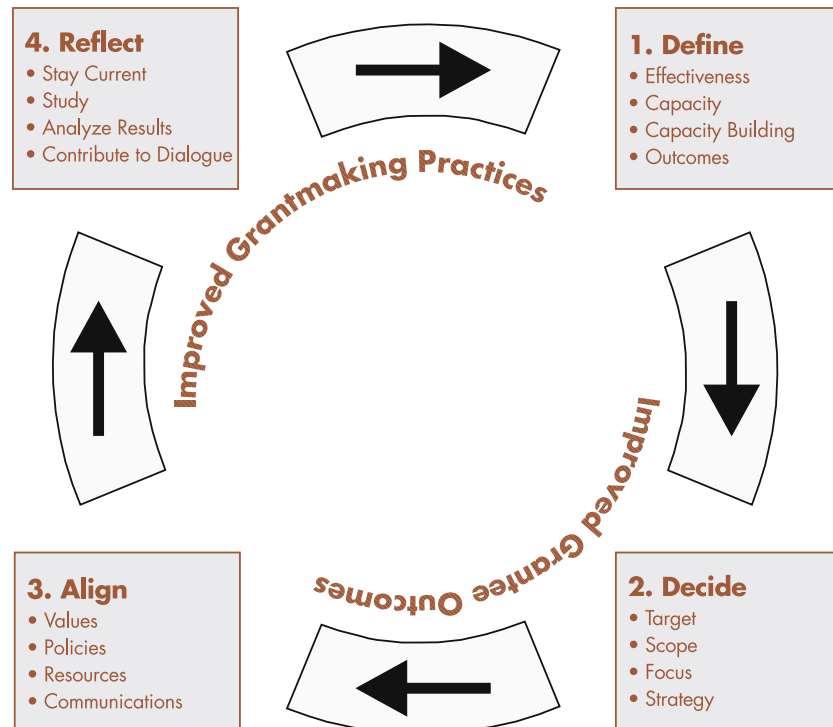 4. Reflect
• Stay Current
• Study
• Analyze Results
• Contribute to Dialogue
1. Define
• Effectiveness
• Capacity
• Capacity Building
• Outcomes
Improved Grantmaking Practices
Improved Grantee Outcomes
3. Align
• Values
• Policies
• Resources
• Communications
2. Decide
• Target
• Scope
• Focus
• Strategy